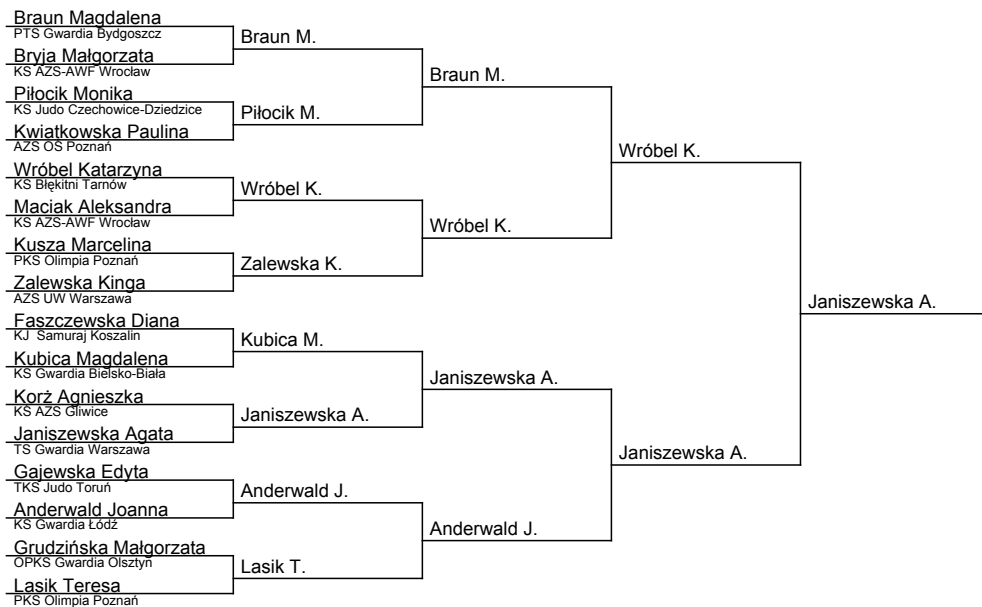 Braun Magdalena
PTS Gwardia Bydgoszcz
Bryja Małgorzata
KS AZS-AWF Wrocław
Piłocik Monika
KS Judo Czechowice-Dziedzice
Kwiatkowska Paulina
AZS OŚ Poznań
Wróbel Katarzyna
KS Błękitni Tarnów
Maciak Aleksandra
KS AZS-AWF Wrocław
Kusza Marcelina
PKS Olimpia Poznań
Zalewska Kinga
AZS UW Warszawa
Faszczewska Diana
KJ Samuraj Koszalin
Kubica Magdalena
KS Gwardia Bielsko-Biała
Korż Agnieszka
KS AZS Gliwice
Janiszewska Agata
TS Gwardia Warszawa
Gajewska Edyta
TKS Judo Toruń
Anderwald Joanna
KS Gwardia Łódź
Grudzińska Małgorzata
OPKS Gwardia Olsztyn
Lasik Teresa
PKS Olimpia Poznań
Braun M.
Piłocik M.
Wróbel K.
Zalewska K.
Kubica M.
Janiszewska A.
Anderwald J.
Lasik T.
Braun M.
Wróbel K.
Janiszewska A.
Anderwald J.
Wróbel K.
Janiszewska A.
Janiszewska A.